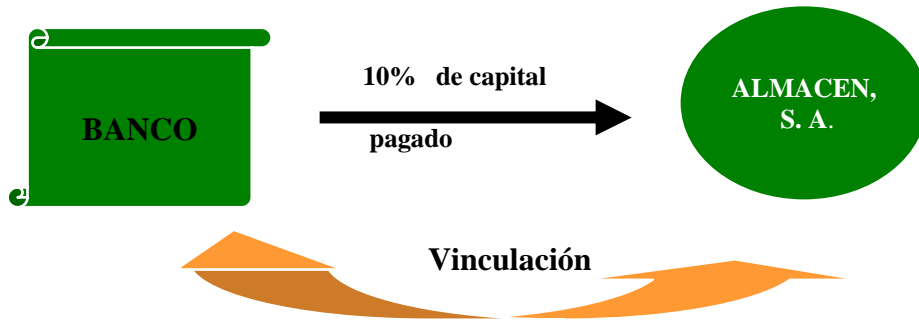 BANCO
10% de capital
pagado
ALMACEN,
S. A.
Vinculación